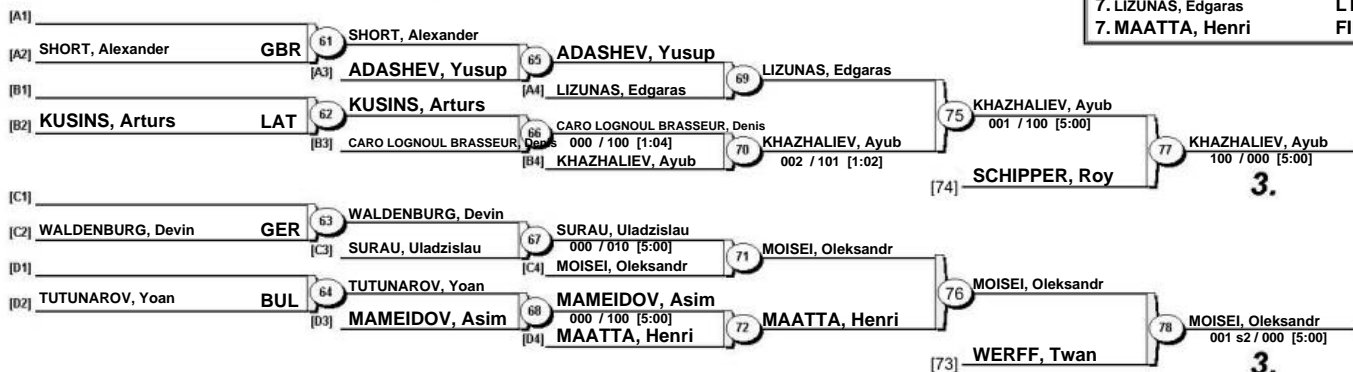 7. LIZUNAS, Edgaras
7. MAATTA, Henri FI
[A1]
[A2] SHORT, Alexander GBR
61 SHORT, Alexander
[A3] ADASHEV, Yusup
65 ADASHEV, Yusup
[A4] LIZUNAS, Edgaras
69 LIZUNAS, Edgaras
[B1]
[B2] KUSINS, Arturs LAT
62 KUSINS, Arturs
[B3] CARO LOGNOUL BRASSEUR, Denis
66 CARO LOGNOUL BRASSEUR, Denis
000 / 100 [1:04]
[B4] KHAZHALIEV, Ayub
70 KHAZHALIEV, Ayub
002 / 101 [1:02]
75 KHAZHALIEV, Ayub
001 / 100 [5:00]
[74] SCHIPPER, Roy
77 KHAZHALIEV, Ayub
100 / 000 [5:00]
3.
[C1]
[C2] WALDENBURG, Devin GER
63 WALDENBURG, Devin
[C3] SURAU, Uladzislau
67 SURAU, Uladzislau
000 / 010 [5:00]
[C4] MOISEI, Oleksandr
71 MOISEI, Oleksandr
[D1]
[D2] TUTUNAROV, Yoan BUL
64 TUTUNAROV, Yoan
[D3] MAMEIDOV, Asim
68 MAMEIDOV, Asim
000 / 100 [5:00]
[D4] MAATTA, Henri
72 MAATTA, Henri
76 MOISEI, Oleksandr
[73] WERFF, Twan
78 MOISEI, Oleksandr
001 s2 / 000 [5:00]
3.